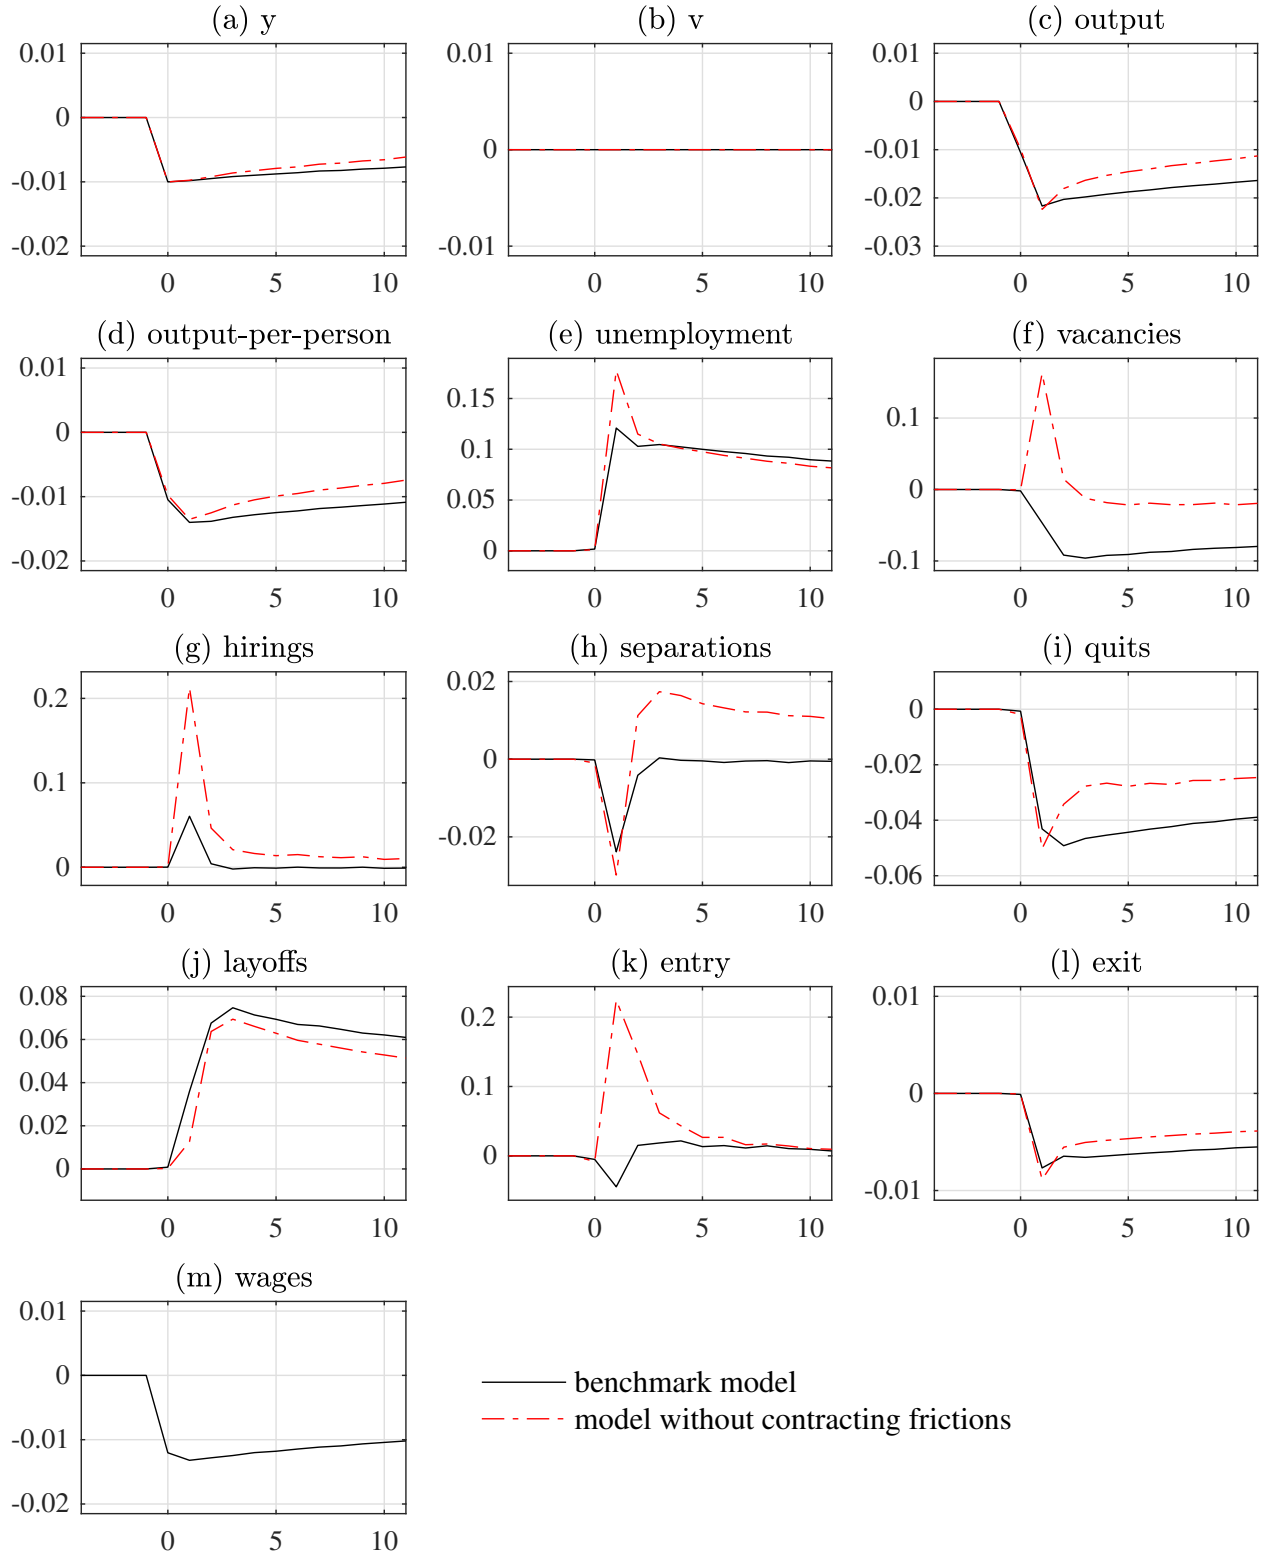 (a) y
(b) v
(c) output
0.01
0
-0.01
-0.02
0 5 10
0.01
0
-0.01
0 5 10
0.01
0
-0.01
-0.02
-0.03
0 5 10
(d) output-per-person
(e) unemployment
(f) vacancies
0.01
0
-0.01
-0.02
0 5 10
0.15
0.1
0.05
0
0 5 10
0.1
0
-0.1
0 5 10
(g) hirings
(h) separations
(i) quits
0.2
0.1
0
0 5 10
0.02
0
-0.02
0 5 10
0
-0.02
-0.04
-0.06
0 5 10
(j) layoffs
(k) entry
(l) exit
0.08
0.06
0.04
0.02
0
0 5 10
0.2
0.1
0
0 5 10
0.01
0
-0.01
0 5 10
(m) wages
0.01
0
-0.01
-0.02
0 5 10
benchmark model
model without contracting frictions